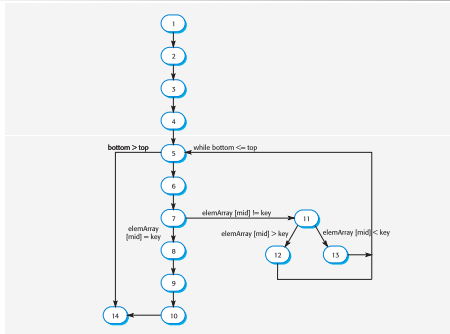 1
2
3
4
bottom > top
5
while bottom <= top
6
7
elemArray [mid] != key
11
elemArray
[mid] = key
elemArray [mid] > key
elemArray [mid] < key
8
12
13
9
14
10